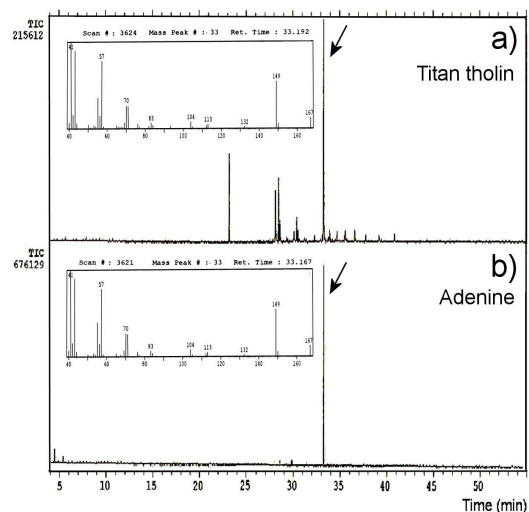 TIC
215612
Scan # : 3624 Mass Peak # : 33 Ret. Time : 33.192
a)
Titan tholin
41
57
70
83
104
113
132
149
167
40 60 80 100 120 140 160
TIC
676129
Scan # : 3621 Mass Peak # : 33 Ret. Time : 33.167
b)
Adenine
41
57
70
83
104
113
132
149
167
40 60 80 100 120 140 160
5 10 15 20 25 30 35 40 45 50
Time (min)